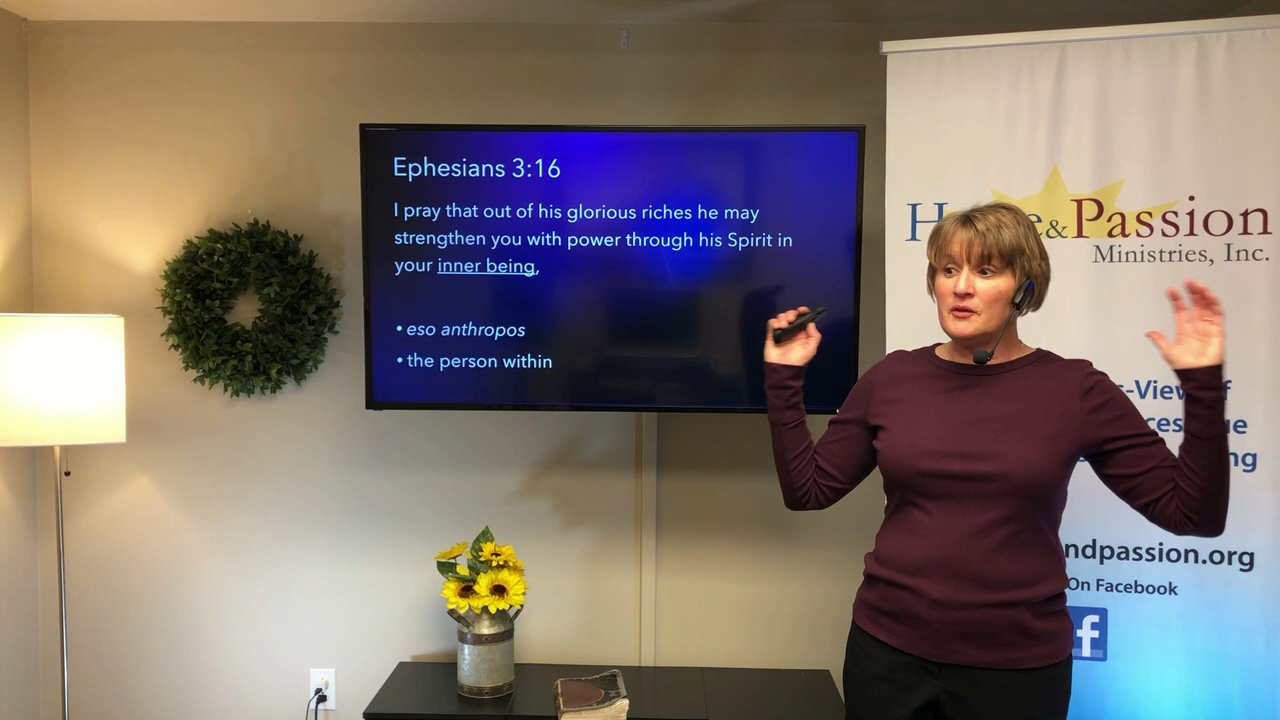 Ephesians 3:16
I pray that out of his glorious riches he may
strengthen you with power through his Spirit in
your inner being,
• eso anthropos
• the person within
&Passion
Ministries, Inc.
-View
ndpassion.org
On Facebook
f